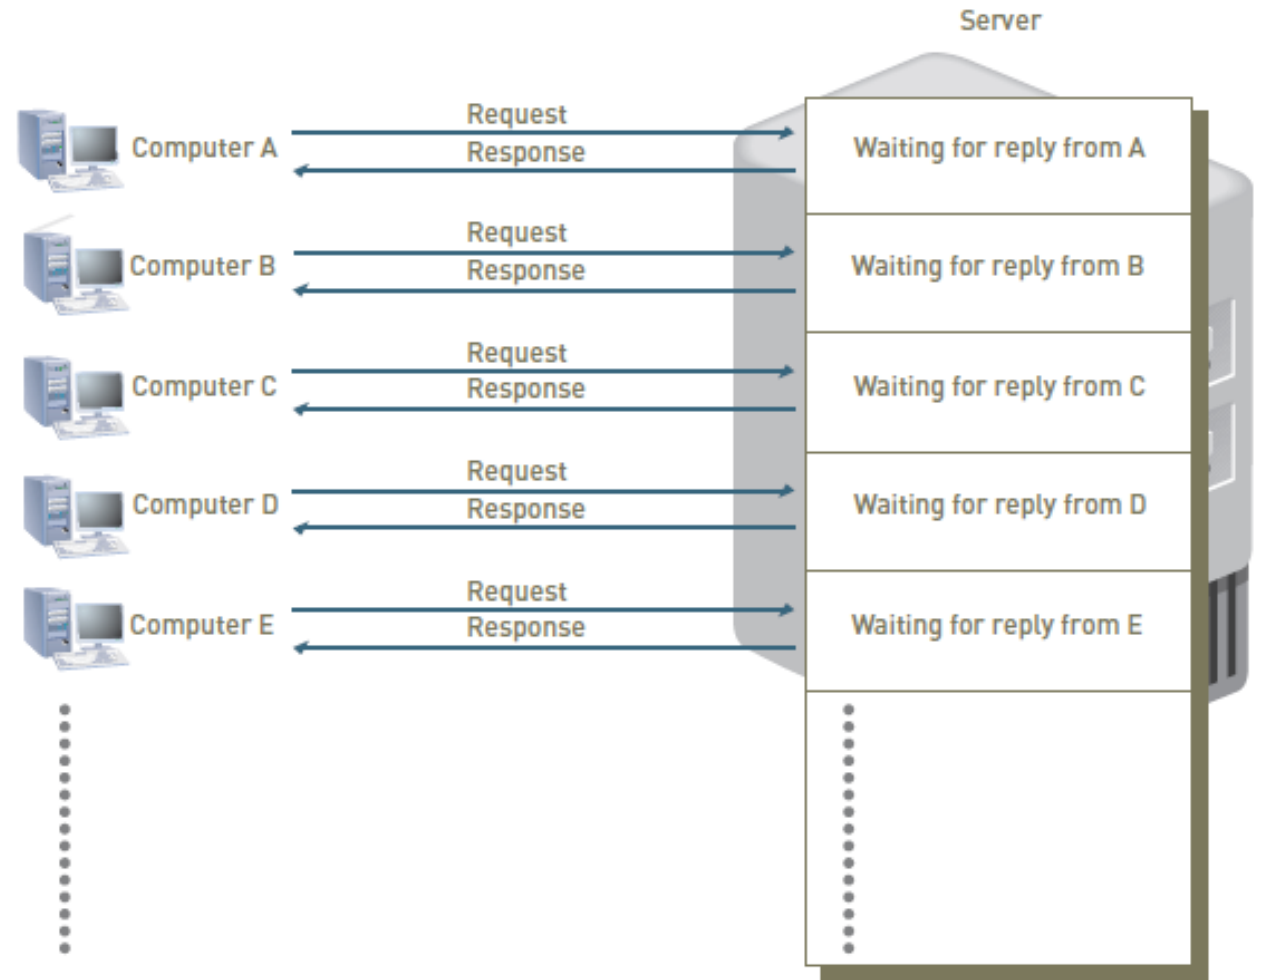 Server
Request
Computer A
Response
Waiting for reply from A
Request
Computer B
Response
Waiting for reply from B
Request
Computer C
Response
Waiting for reply from C
Request
Computer D
Response
Waiting for reply from D
Request
Computer E
Response
Waiting for reply from E